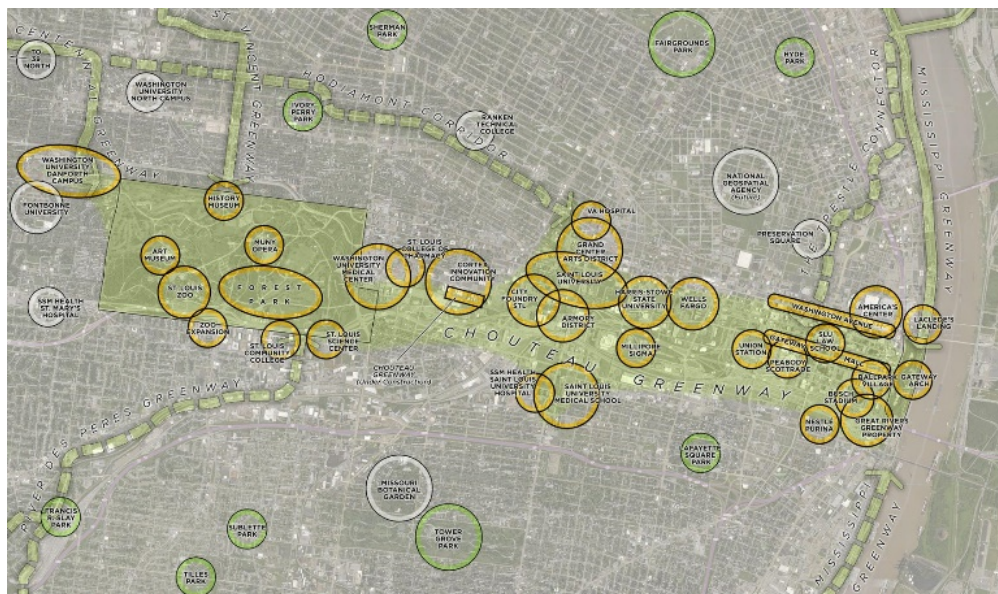 CENTENNIAL GREENWAY
TO
39
NORTH
ST VINCENT GREENWAY
SHERMAN
PARK
FAIRGROUNDS
PARK
HYDE
PARK
WASHINGTON
UNIVERSITY
NORTH CAMPUS
HODIAMONT CORRIDOR
IVORY
PERRY
PARK
RANKEN
TECHNICAL
COLLEGE
THE TRESTLE CONNECTOR
MISSISSIPPI GREENWAY
WASHINGTON
UNIVERSITY
DANFORTH
CAMPUS
FONTBONNE
UNIVERSITY
HISTORY
MUSEUM
NATIONAL
GEOSPATIAL
AGENCY
(Future)
VA HOSPITAL
PRESERVATION
SQUARE
ART
MUSEUM
MUNY
OPERA
WASHINGTON
UNIVERSITY
MEDICAL
CENTER
ST. LOUIS
COLLEGE OF
PHARMACY
CORTEX
INNOVATION
COMMUNITY
GRAND
CENTER
ARTS DISTRICT
SAINT LOUIS
UNIVERSITY
ST. LOUIS
ZOO
FOREST
PARK
CITY
FOUNDRY
STL
HARRIS-STOWE
STATE
UNIVERSITY
WELLS
FARGO
WASHINGTON AVENUE
AMERICA'S
CENTER
LACLEDE'S
LANDING
SSM HEALTH
ST. MARY'S
HOSPITAL
ZOO
EXPANSION
ST. LOUIS
COMMUNITY
COLLEGE
ST. LOUIS
SCIENCE
CENTER
ARMORY
DISTRICT
CHOUTEAU GREENWAY
MILLIPORE
SIGMA
UNION
STATION
GATEWAY MALL
PEABODY
SCOTTRADE
SLU
LAW
SCHOOL
CHOUTEAU
GREENWAY
(Under Construction)
SSM HEALTH
SAINT LOUIS
UNIVERSITY
HOSPITAL
SAINT LOUIS
UNIVERSITY
MEDICAL SCHOOL
BALLPARK
VILLAGE
GATEWAY
ARCH
BUSCH
STADIUM
NESTLE
PURINA
GREAT RIVERS
GREENWAY
PROPERTY
RIVER DES PERES GREENWAY
LAFAYETTE
SQUARE
PARK
MISSOURI
BOTANICAL
GARDEN
FRANCIS
R. SLAY
PARK
SUBLETTE
PARK
TOWER
GROVE
PARK
TILLES
PARK
MISSISSIPPI
GREENWAY